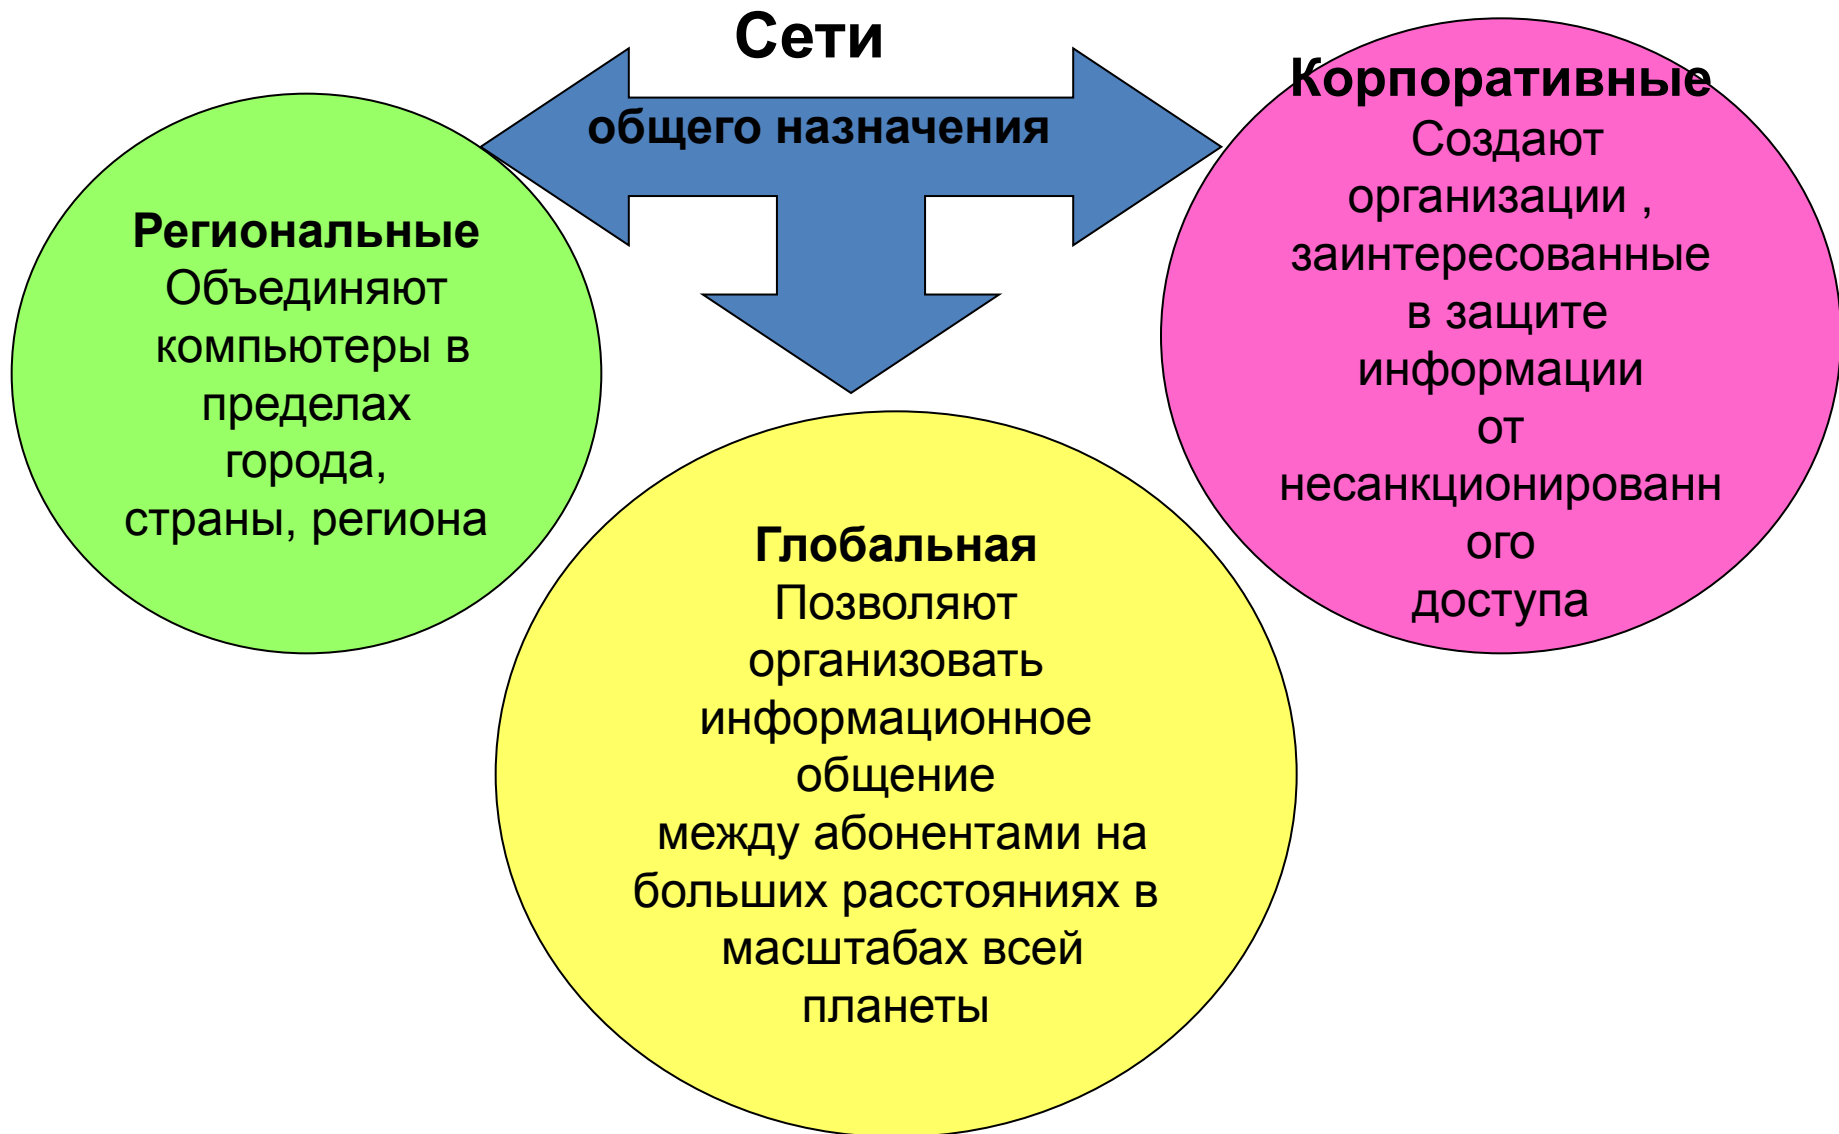 Сети
общего назначения
Региональные
Объединяют
компьютеры в
пределах
города,
страны, региона
Глобальная
Позволяют
организовать
информационное
общение
между абонентами на
больших расстояниях в
масштабах всей
планеты
Корпоративные
Создают
организации ,
заинтересованные
в защите
информации
от
несанкционированн
ого
доступа